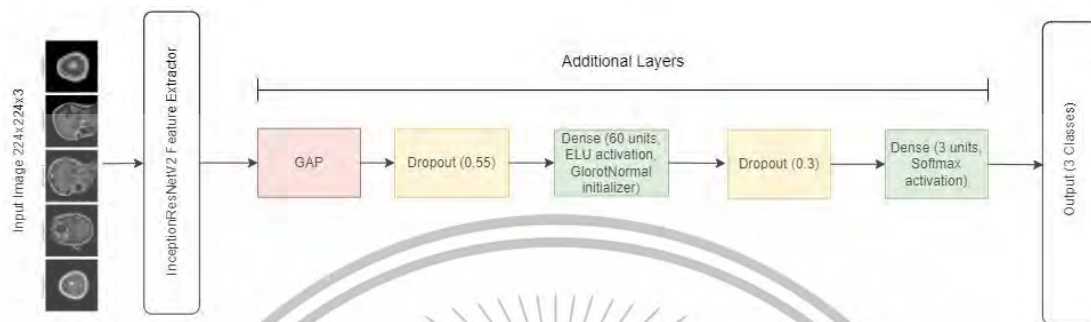 Input Image 224x224x3
InceptionResNetV2 Feature Extractor
Additional Layers
GAP
Dropout (0.55)
Dense (60 units,
ELU activation,
GlorotNormal
initializer)
Dropout (0.3)
Dense (3 units,
Softmax
activation)
Output (3 Classes)